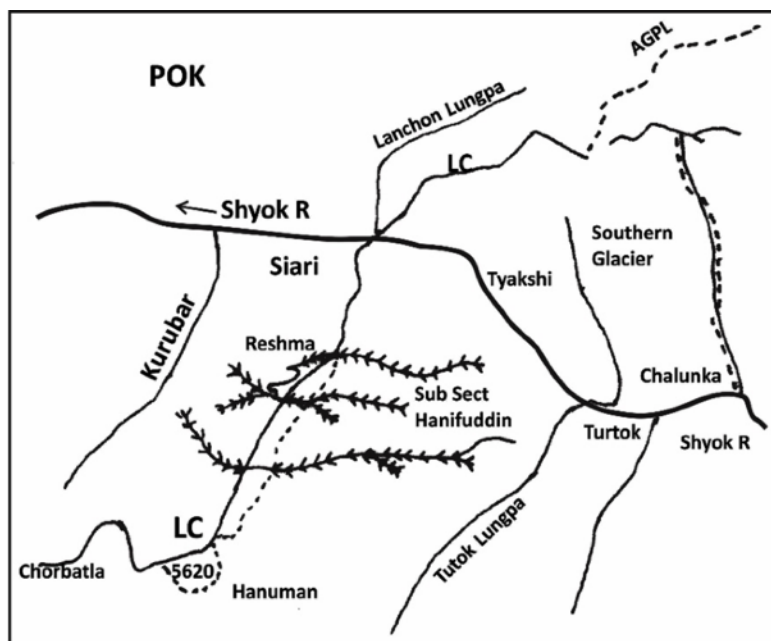 AGPL
POK
Lanchon Lungpa
LC
Shyok R
Southern
Glacier
Siari
Tyakshi
Kurubar
Reshma
Chalunka
Sub Sect
Hanifuddin
Turtok
Shyok R
LC
Tutok Lungpa
Chorbatla
5620
Hanuman